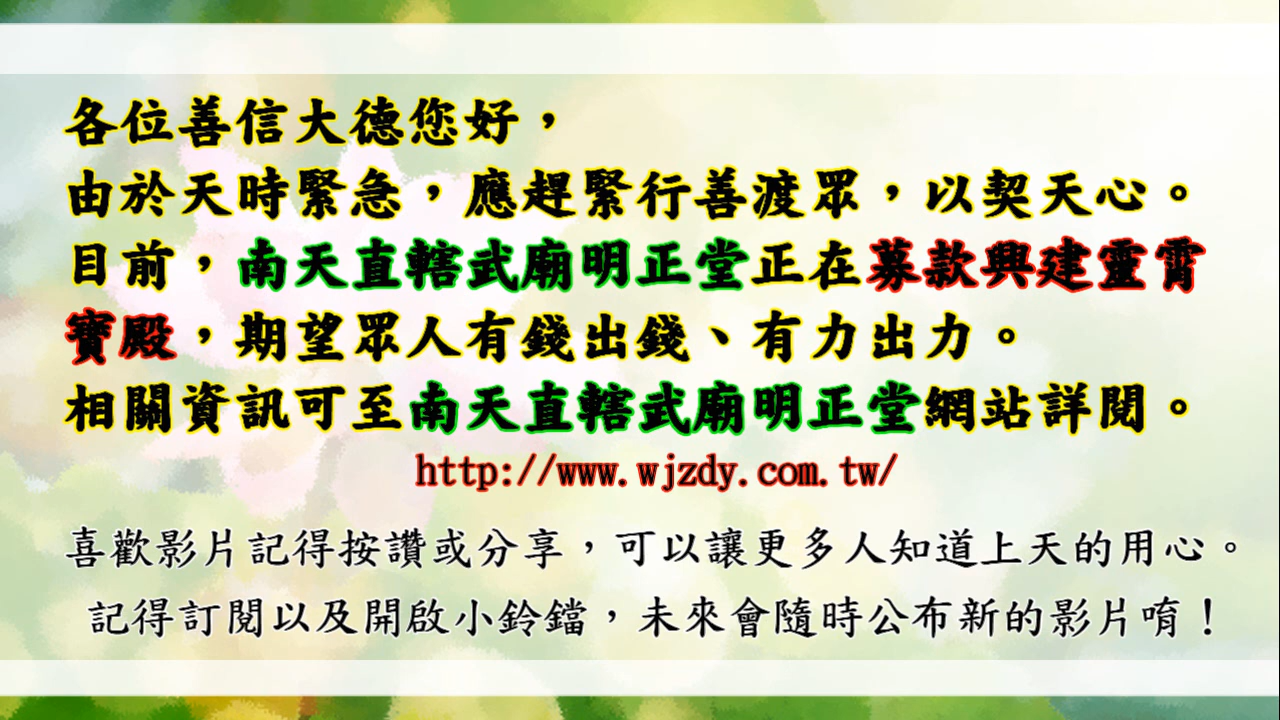 各位善信大德您好，
由於天時緊急，應趕緊行善渡眾，以契天心。
目前，南天直轄武廟明正堂正在募款興建靈霄
寶殿，期望眾人有錢出錢、有力出力。
相關資訊可至南天直轄武廟明正堂網站詳閱。
http://www.wjzdy.com.tw/
喜歡影片記得按讚或分享，可以讓更多人知道上天的用心。
記得訂閱以及開啟小鈴鐺，未來會隨時公布新的影片唷！